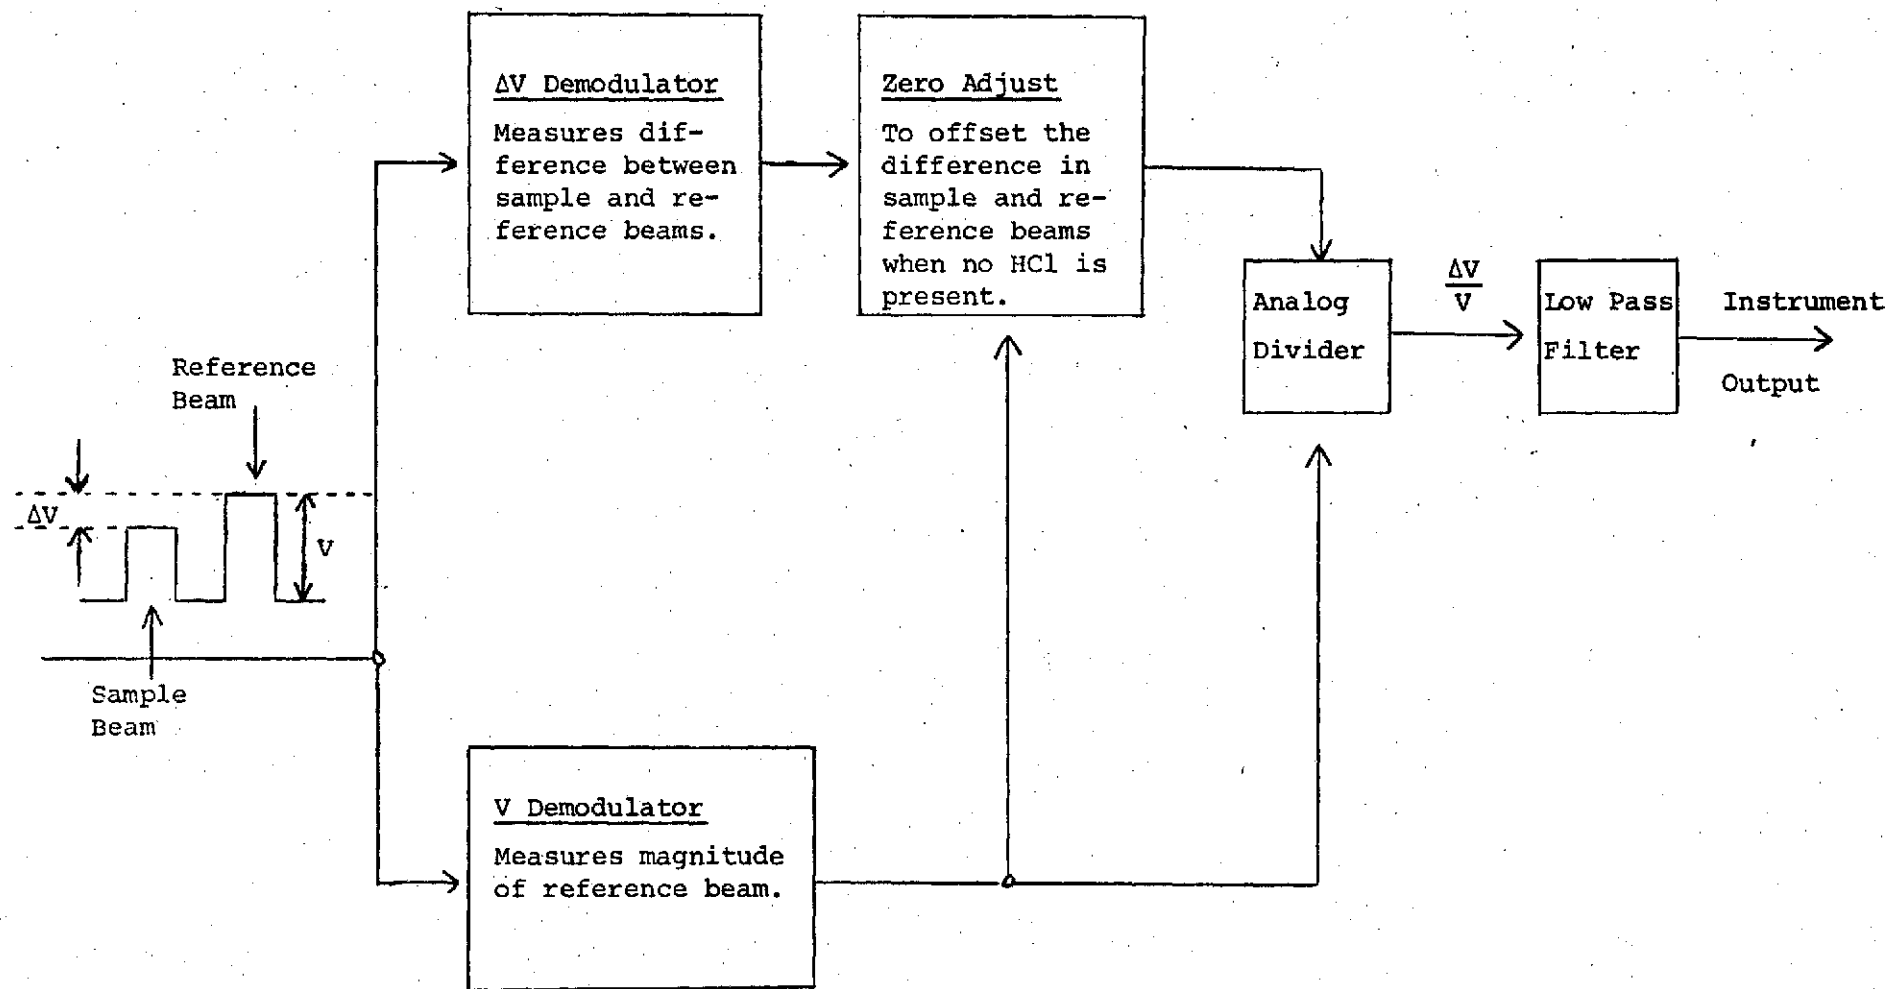 ΔV Demodulator
Measures dif-
ference between
sample and re-
ference beams.
Zero Adjust
To offset the
difference in
sample and re-
ference beams
when no HCl is
present.
Analog
Divider
ΔV
V
Low Pass
Filter
Instrument
Output
Reference
Beam
ΔV
V
Sample
Beam
V Demodulator
Measures magnitude
of reference beam.